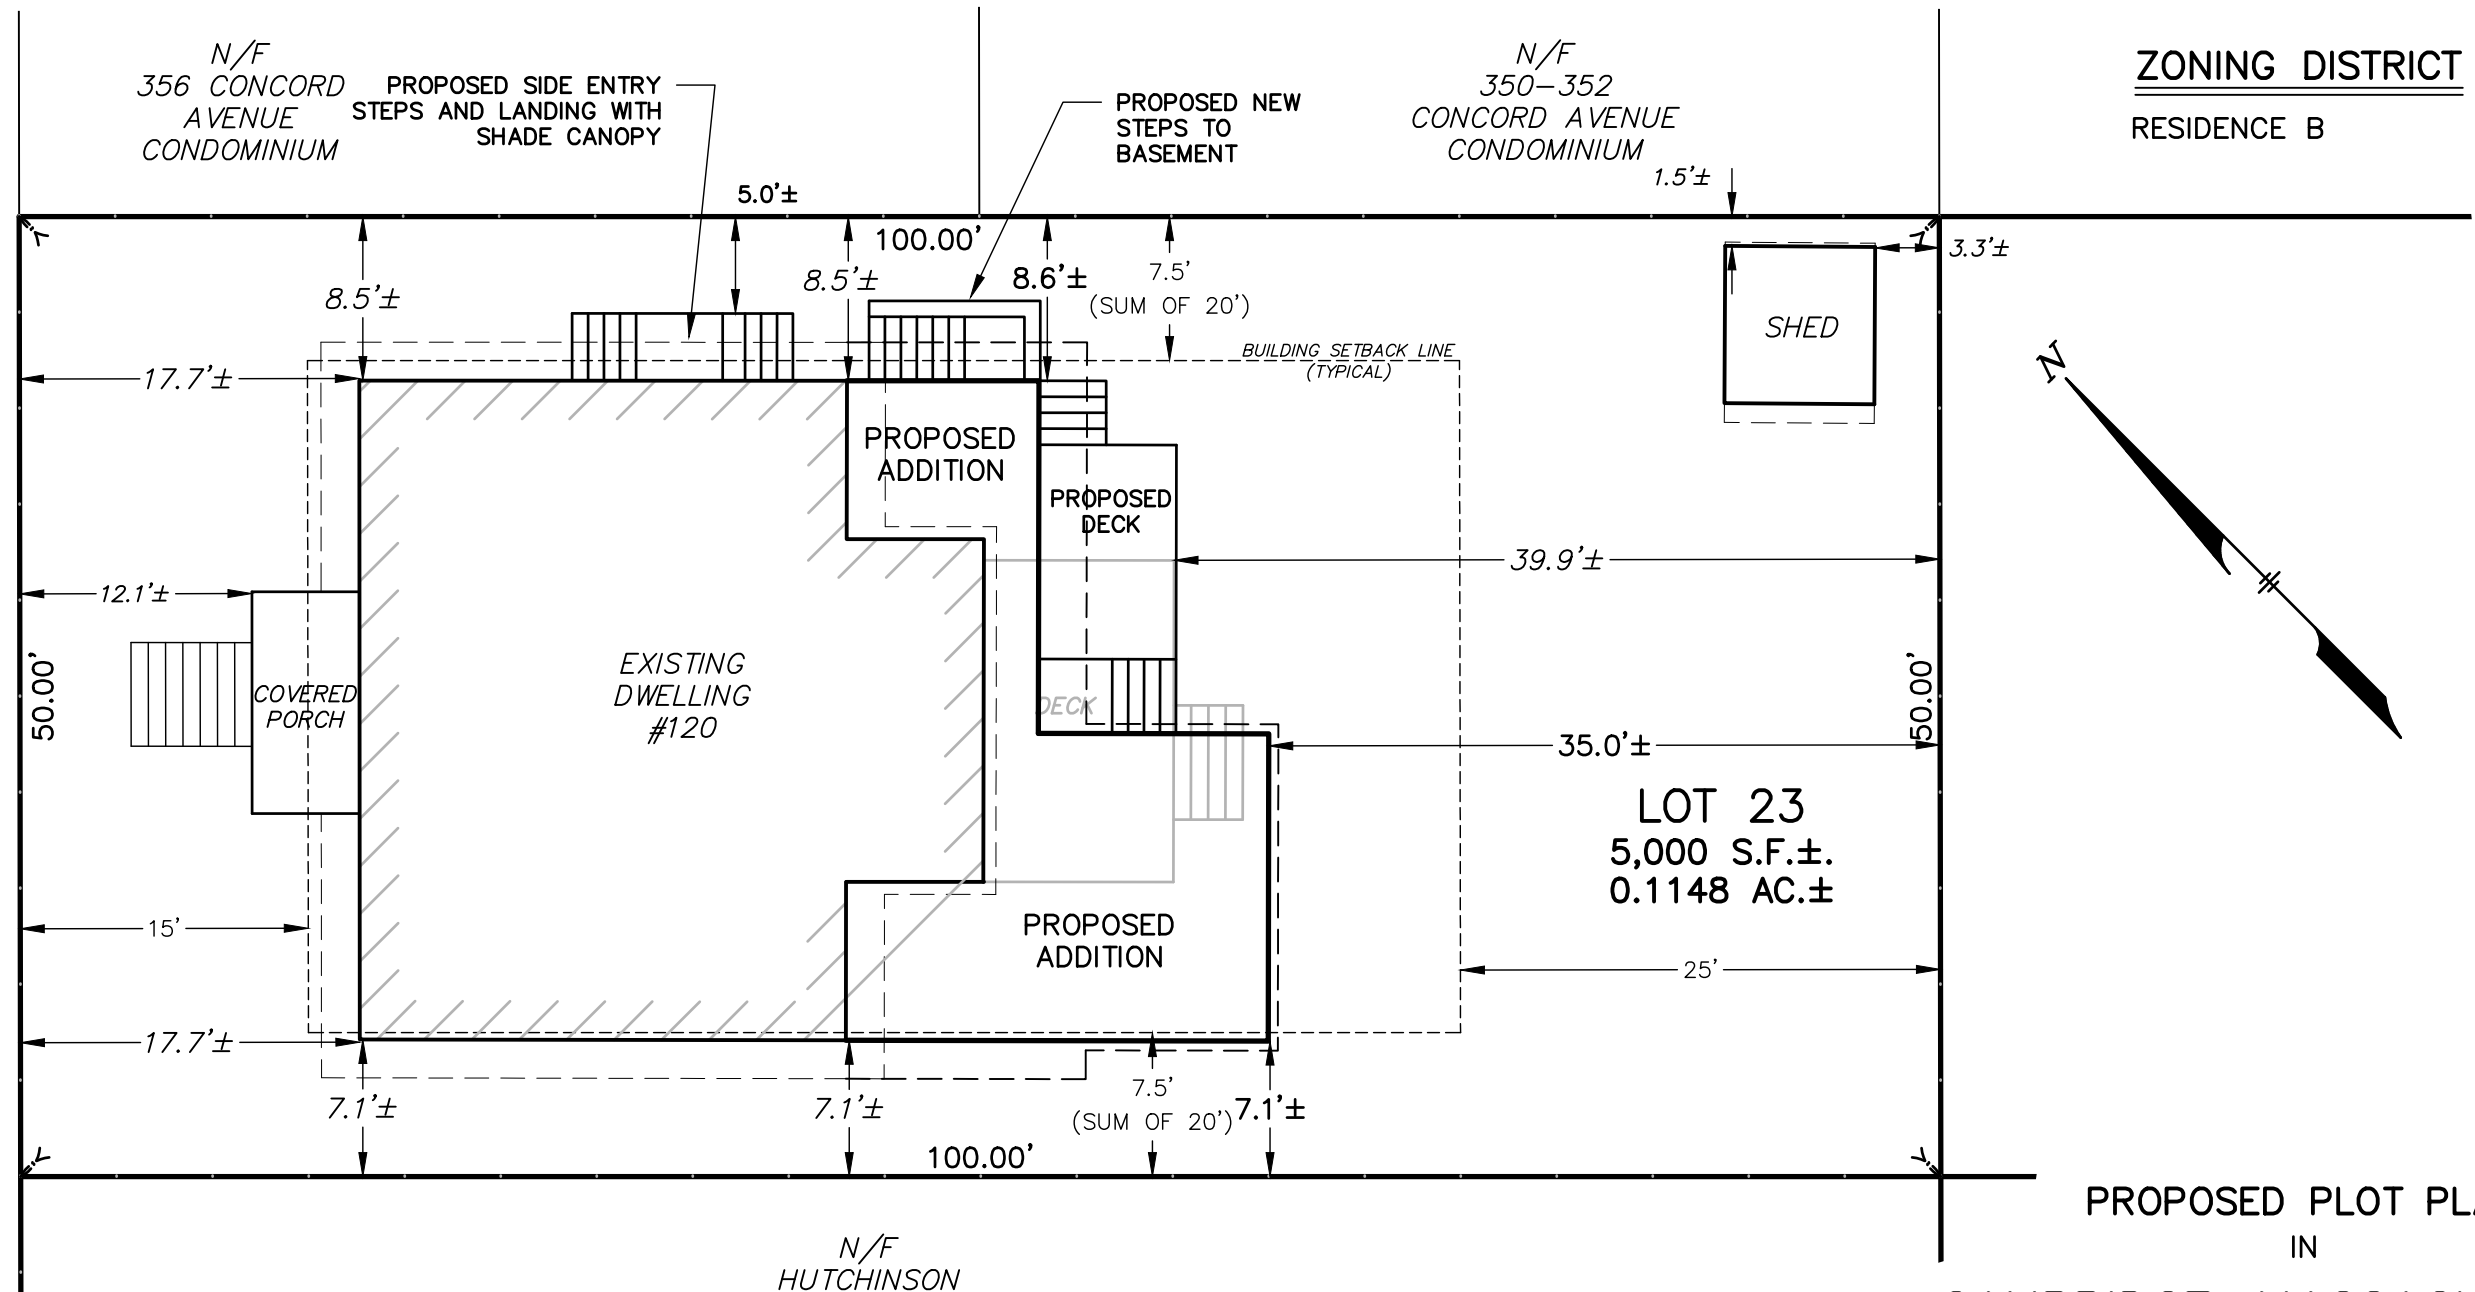 N/F
356 CONCORD
AVENUE
CONDOMINIUM
PROPOSED SIDE ENTRY
STEPS AND LANDING WITH
SHADE CANOPY
PROPOSED NEW
STEPS TO
BASEMENT
N/F
350-352
CONCORD AVENUE
CONDOMINIUM
ZONING DISTRICT
RESIDENCE B
1.5'±
5.0'±
100.00'
3.3'±
8.5'±
8.5'±
8.6'±
7.5'
(SUM OF 20')
SHED
BUILDING SETBACK LINE
(TYPICAL)
N
17.7'±
PROPOSED
ADDITION
PROPOSED
DECK
39.9'±
12.1'±
50.00'
COVERED
PORCH
EXISTING
DWELLING
#120
DECK
35.0'±
50.00'
LOT 23
5,000 S.F.±.
0.1148 AC.±
15'
PROPOSED
ADDITION
25'
17.7'±
7.1'±
7.1'±
7.5'
(SUM OF 20')
7.1'±
100.00'
N/F
HUTCHINSON
PROPOSED PLOT
IN